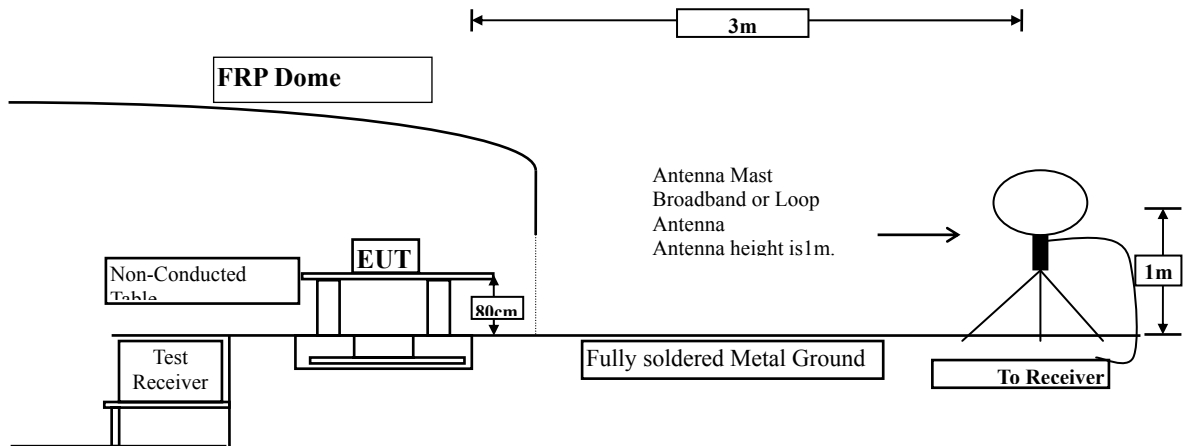 3m
FRP Dome
Antenna Mast
Broadband or Loop
Antenna
Antenna height is1m.
EUT
Non-Conducted
Table
80cm
1m
Test
Receiver
Fully soldered Metal Ground
To Receiver